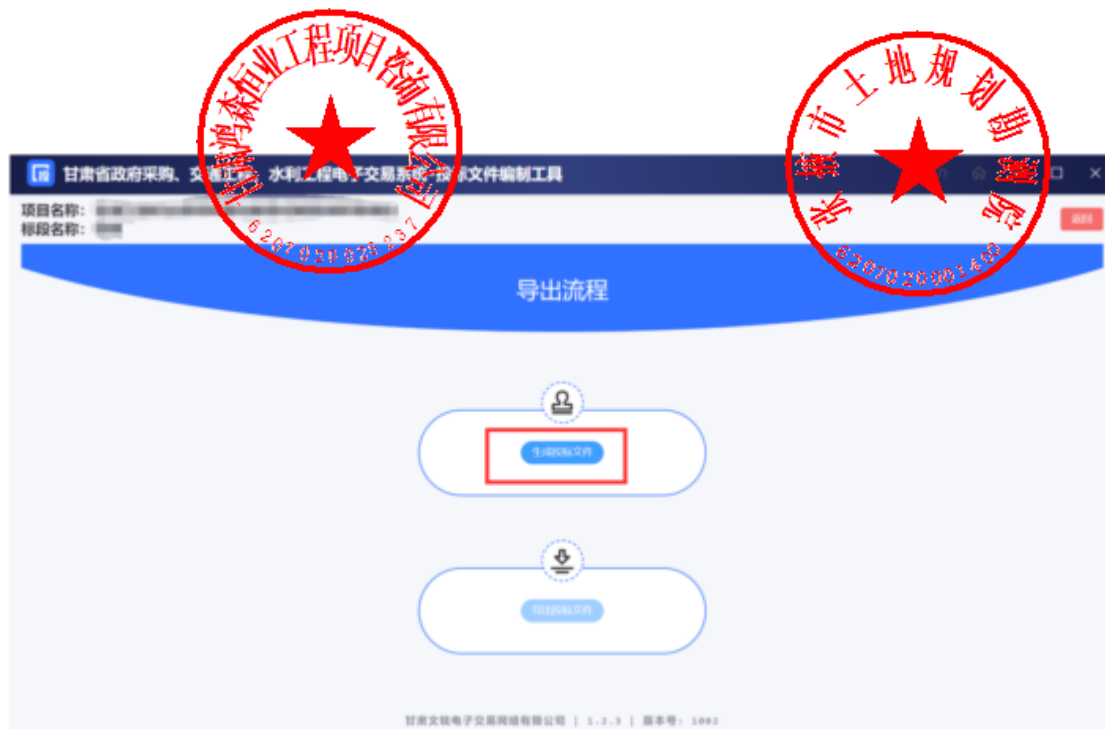 甘肃鸿森恒业工程项目咨询有限公司
6207020025237
张掖市土地规划勘测院
6207020001400
甘肃省政府采购、交通工程、水利工程电子交易系统-投标文件编制工具
项目名称：
标段名称：
返回
导出流程
生成投标文件
导出投标文件
甘肃文锐电子交易网络有限公司 | 1.2.3 | 版本号: 1002